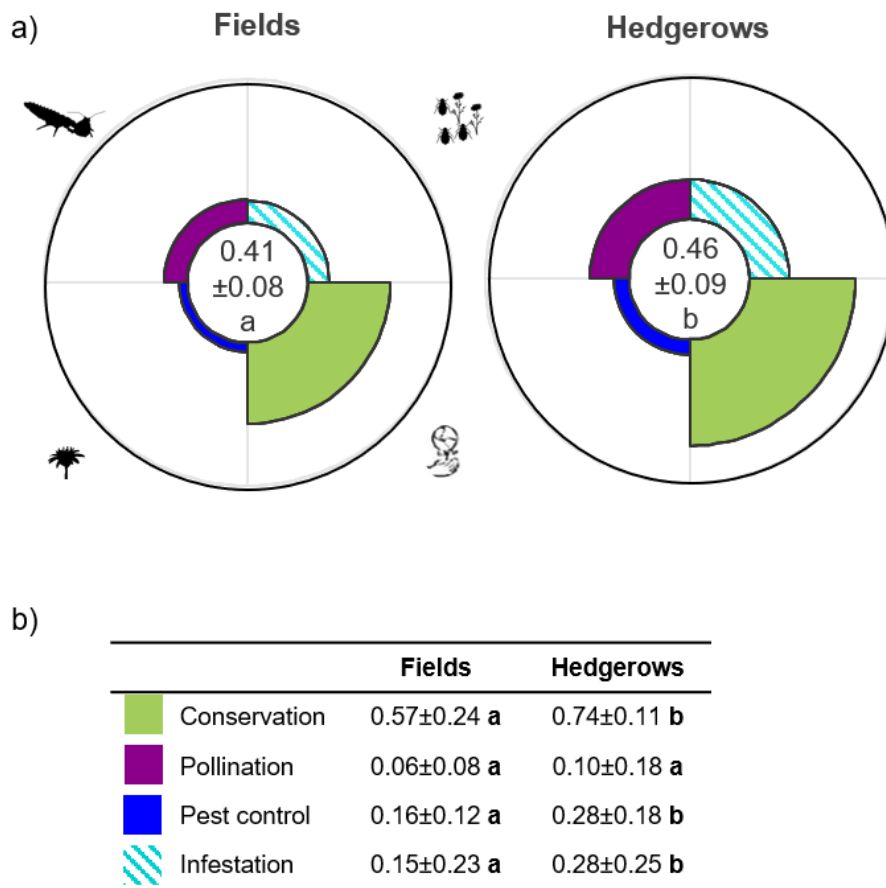 a)
Fields
Hedgerows
0.41
±0.08
a
0.46
±0.09
b
b)
Fields Hedgerows
Conservation 0.57±0.24 a 0.74±0.11 b
Pollination 0.06±0.08 a 0.10±0.18 a
Pest control 0.16±0.12 a 0.28±0.18 b
Infestation 0.15±0.23 a 0.28±0.25 b